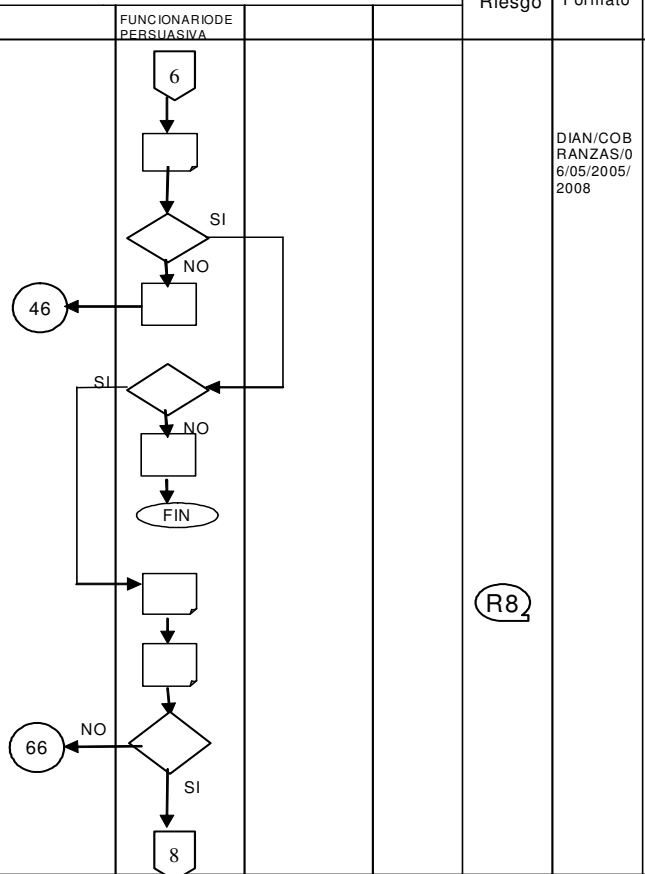 Riesgo
Formato
FUNCIONARIODE
PERSUASIVA
6
DIAN/COB
RANZAS/0
6/05/2005/
2008
SI
NO
46
SI
NO
FIN
R8
NO
66
SI
8